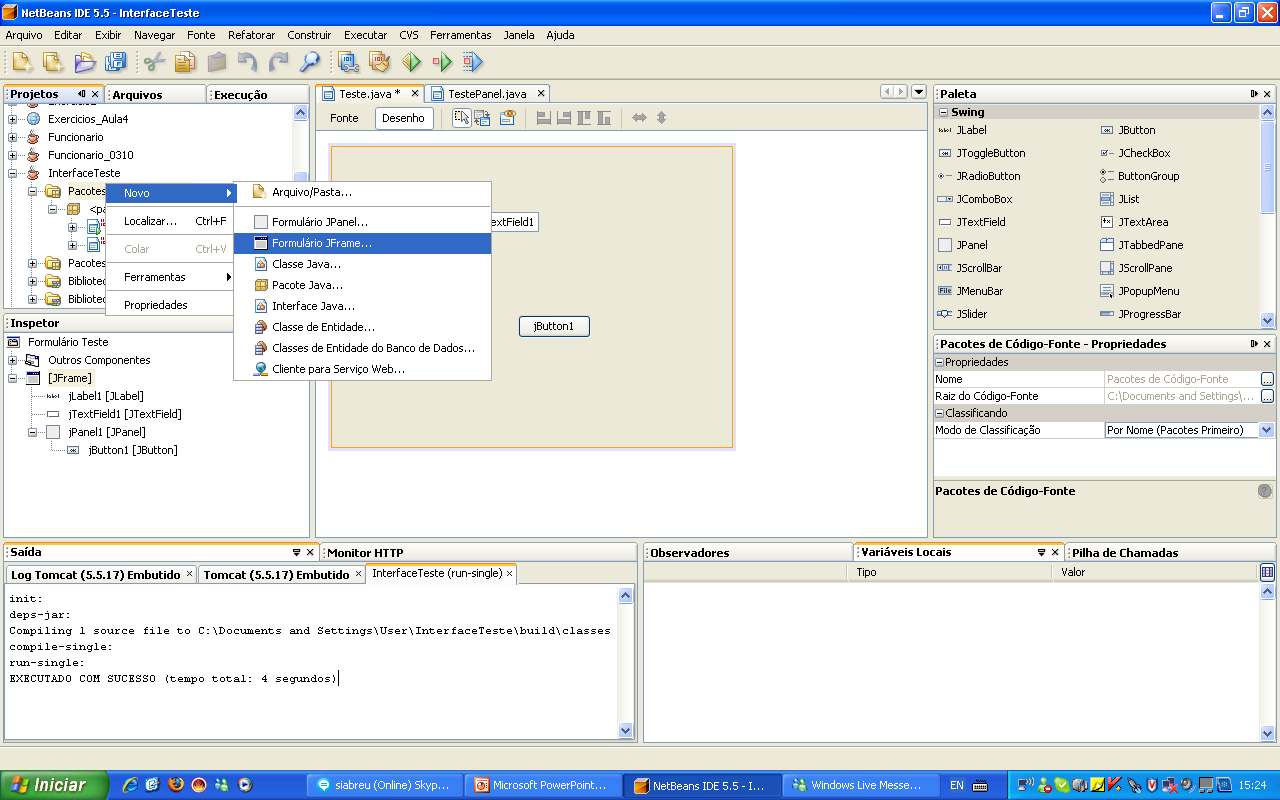 NetBeans IDE 5.5 - InterfaceTeste
Arquivo Editar Exibir Navegar Fonte Refatorar Construir Executar CVS Ferramentas Janela Ajuda
Projetos
Arquivos
Execução
Exercicios_Aula4
Funcionario
Funcionario_0310
InterfaceTeste
Pacotes
<pa
Pacotes
Bibliotec
Bibliotec
Novo
Localizar... Ctrl+F
Colar Ctrl+V
Ferramentas
Propriedades
Arquivo/Pasta...
Formulário JPanel...
Formulário JFrame...
Classe Java...
Pacote Java...
Interface Java...
Classe de Entidade...
Classes de Entidade do Banco de Dados...
Cliente para Serviço Web...
Inspetor
Formulário Teste
Outros Componentes
[JFrame]
jLabel1 [JLabel]
jTextField1 [JTextField]
jPanel1 [JPanel]
jButton1 [JButton]
Teste.java *
TestePanel.java
Fonte
Desenho
extField1
jButton1
Paleta
Swing
JLabel JButton
JToggleButton JCheckBox
JRadioButton ButtonGroup
JComboBox JList
JTextField JTextArea
JPanel JTabbedPane
JScrollBar JScrollPane
JMenuBar JPopupMenu
JSlider JProgressBar
Pacotes de Código-Fonte - Propriedades
Propriedades
Nome Pacotes de Código-Fonte ...
Raiz do Código-Fonte C:\Documents and Settings\... ...
Classificando
Modo de Classificação Por Nome (Pacotes Primeiro)
Pacotes de Código-Fonte
Saída
Monitor HTTP
Log Tomcat (5.5.17) Embutido
Tomcat (5.5.17) Embutido
InterfaceTeste (run-single)
init:
deps-jar:
Compiling 1 source file to C:\Documents and Settings\User\InterfaceTeste\build\classes
compile-single:
run-single:
EXECUTADO COM SUCESSO (tempo total: 4 segundos)
Observadores
Variáveis Locais
Pilha de Chamadas
Tipo
Valor
Iniciar
siabreu (Online) Skyp...
Microsoft PowerPoint...
NetBeans IDE 5.5 - I...
Windows Live Messe...
EN
15:24